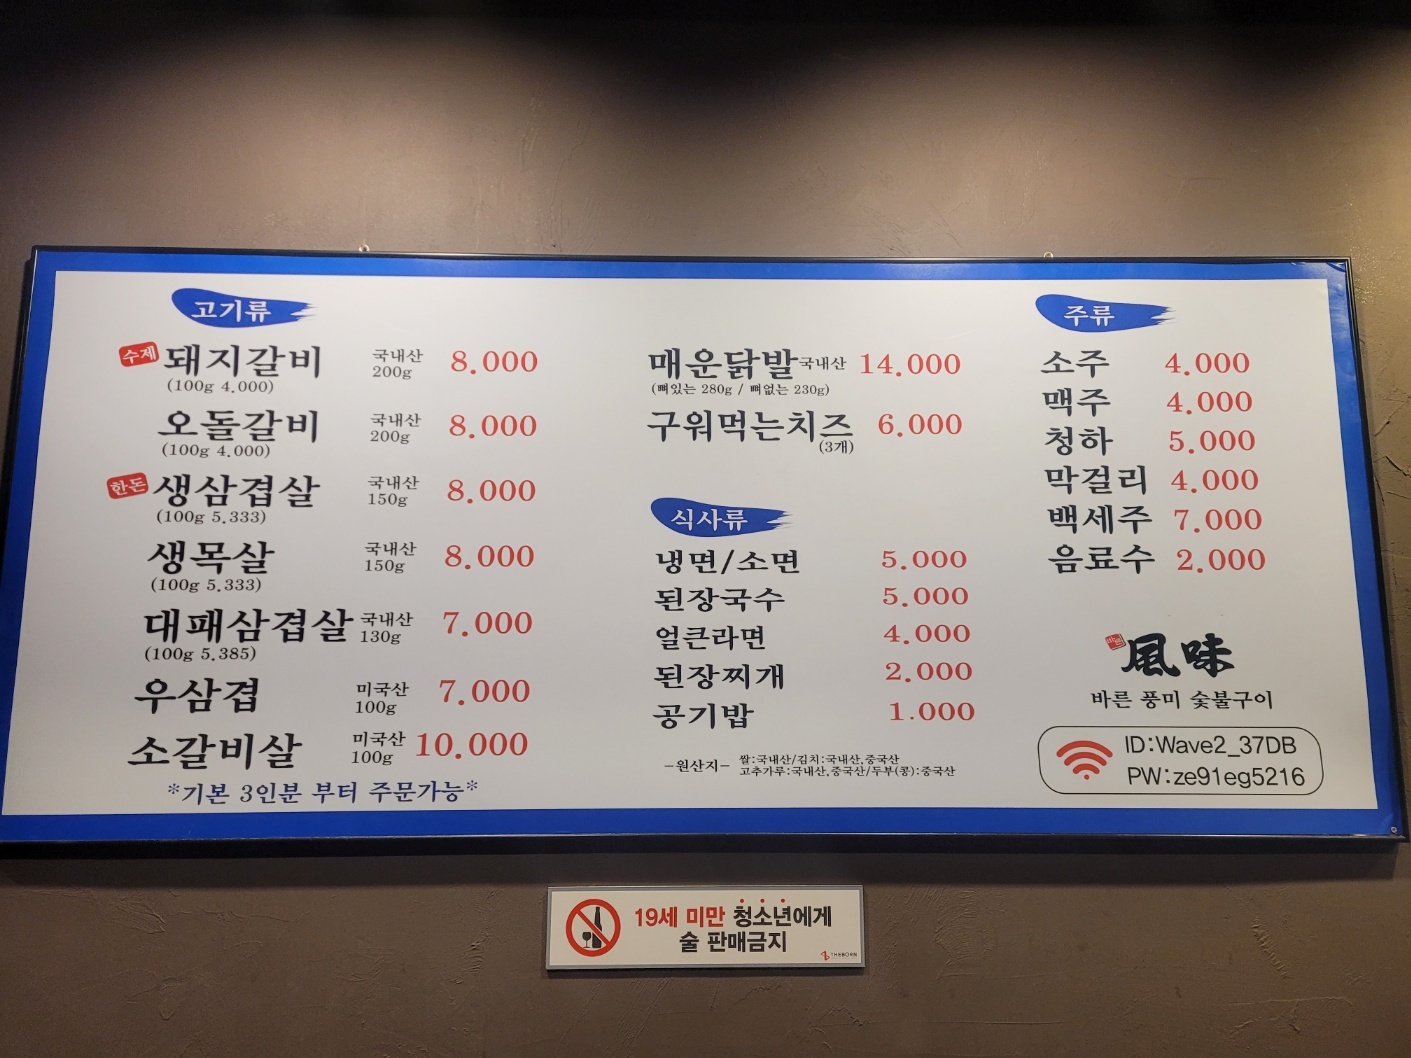 고기류
수제 돼지갈비 국내산 200g 8.000
(100g 4.000)
오돌갈비 국내산 200g 8.000
(100g 4.000)
한돈 생삼겹살 국내산 150g 8.000
(100g 5.333)
생목살 국내산 150g 8.000
(100g 5.333)
대패삼겹살 국내산 130g 7.000
(100g 5.385)
우삼겹 미국산 100g 7.000
소갈비살 미국산 100g 10.000
*기본 3인분 부터 주문가능*
매운닭발 국내산 14.000
(뼈있는 280g / 뼈없는 230g)
구워먹는치즈 6.000
(3개)
식사류
냉면/소면 5.000
된장국수 5.000
얼큰라면 4.000
된장찌개 2.000
공기밥 1.000
-원산지- 쌀:국내산/김치:국내산,중국산
고추가루:국내산,중국산/두부(콩):중국산
주류
소주 4.000
맥주 4.000
청하 5.000
막걸리 4.000
백세주 7.000
음료수 2.000
바른 風味
바른 풍미 숯불구이
ID:Wave2_37DB
PW:ze91eg5216
19세 미만 청소년에게
술 판매금지
THEBORN